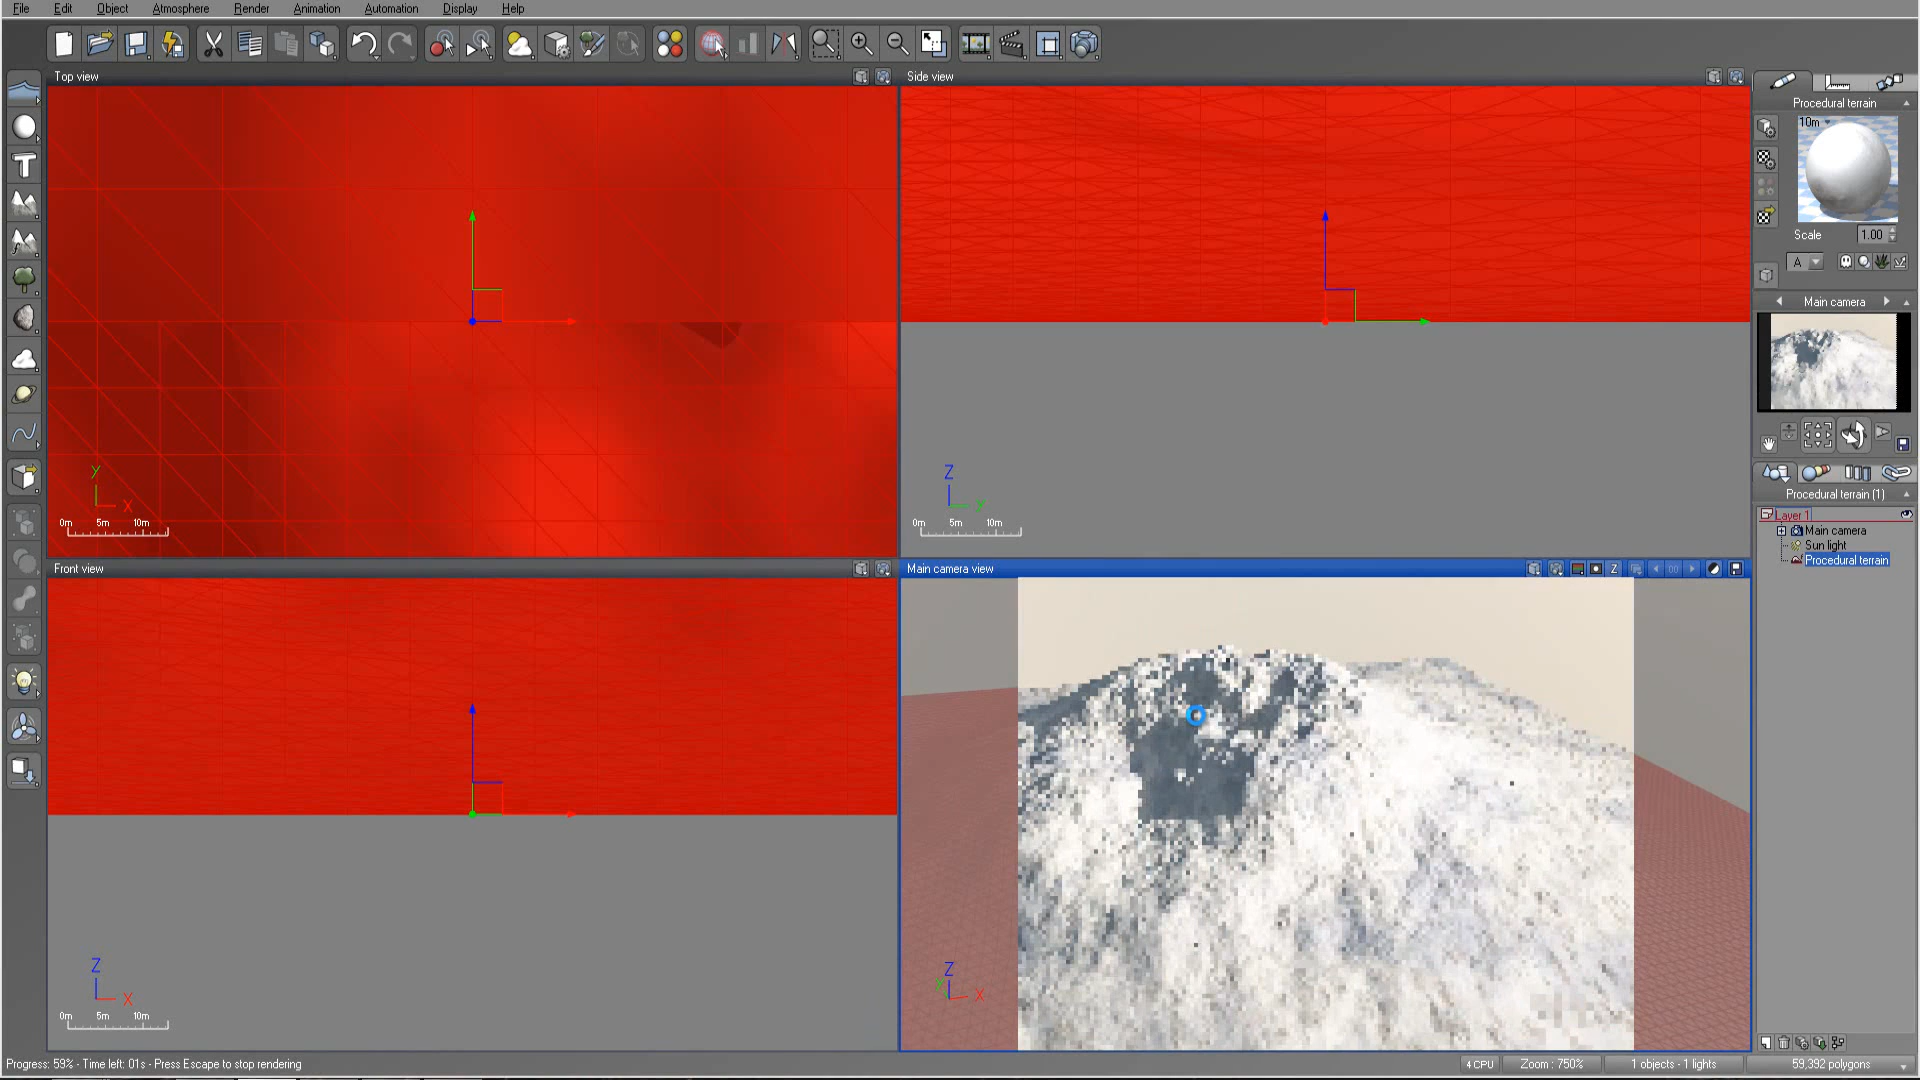 File Edit Object Atmosphere Render Animation Automation Display Help
Top view
Side view
Procedural terrain
10m
Scale 1.00
A
Main camera
y
X
0m 5m 10m
Z
y
0m 5m 10m
Procedural terrain (1)
Layer 1
Main camera
Sun light
Procedural terrain
Front view
Main camera view
Z
00
Z
X
0m 5m 10m
Z
y
X
Progress: 59% - Time left: 01s - Press Escape to stop rendering
4 CPU
Zoom : 750%
1 objects - 1 lights
59,392 polygons